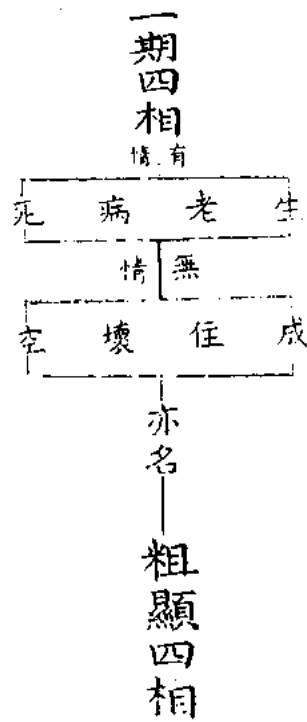 一期四相
有情
生老病死
無情
成住壞空
亦名
粗顯四相